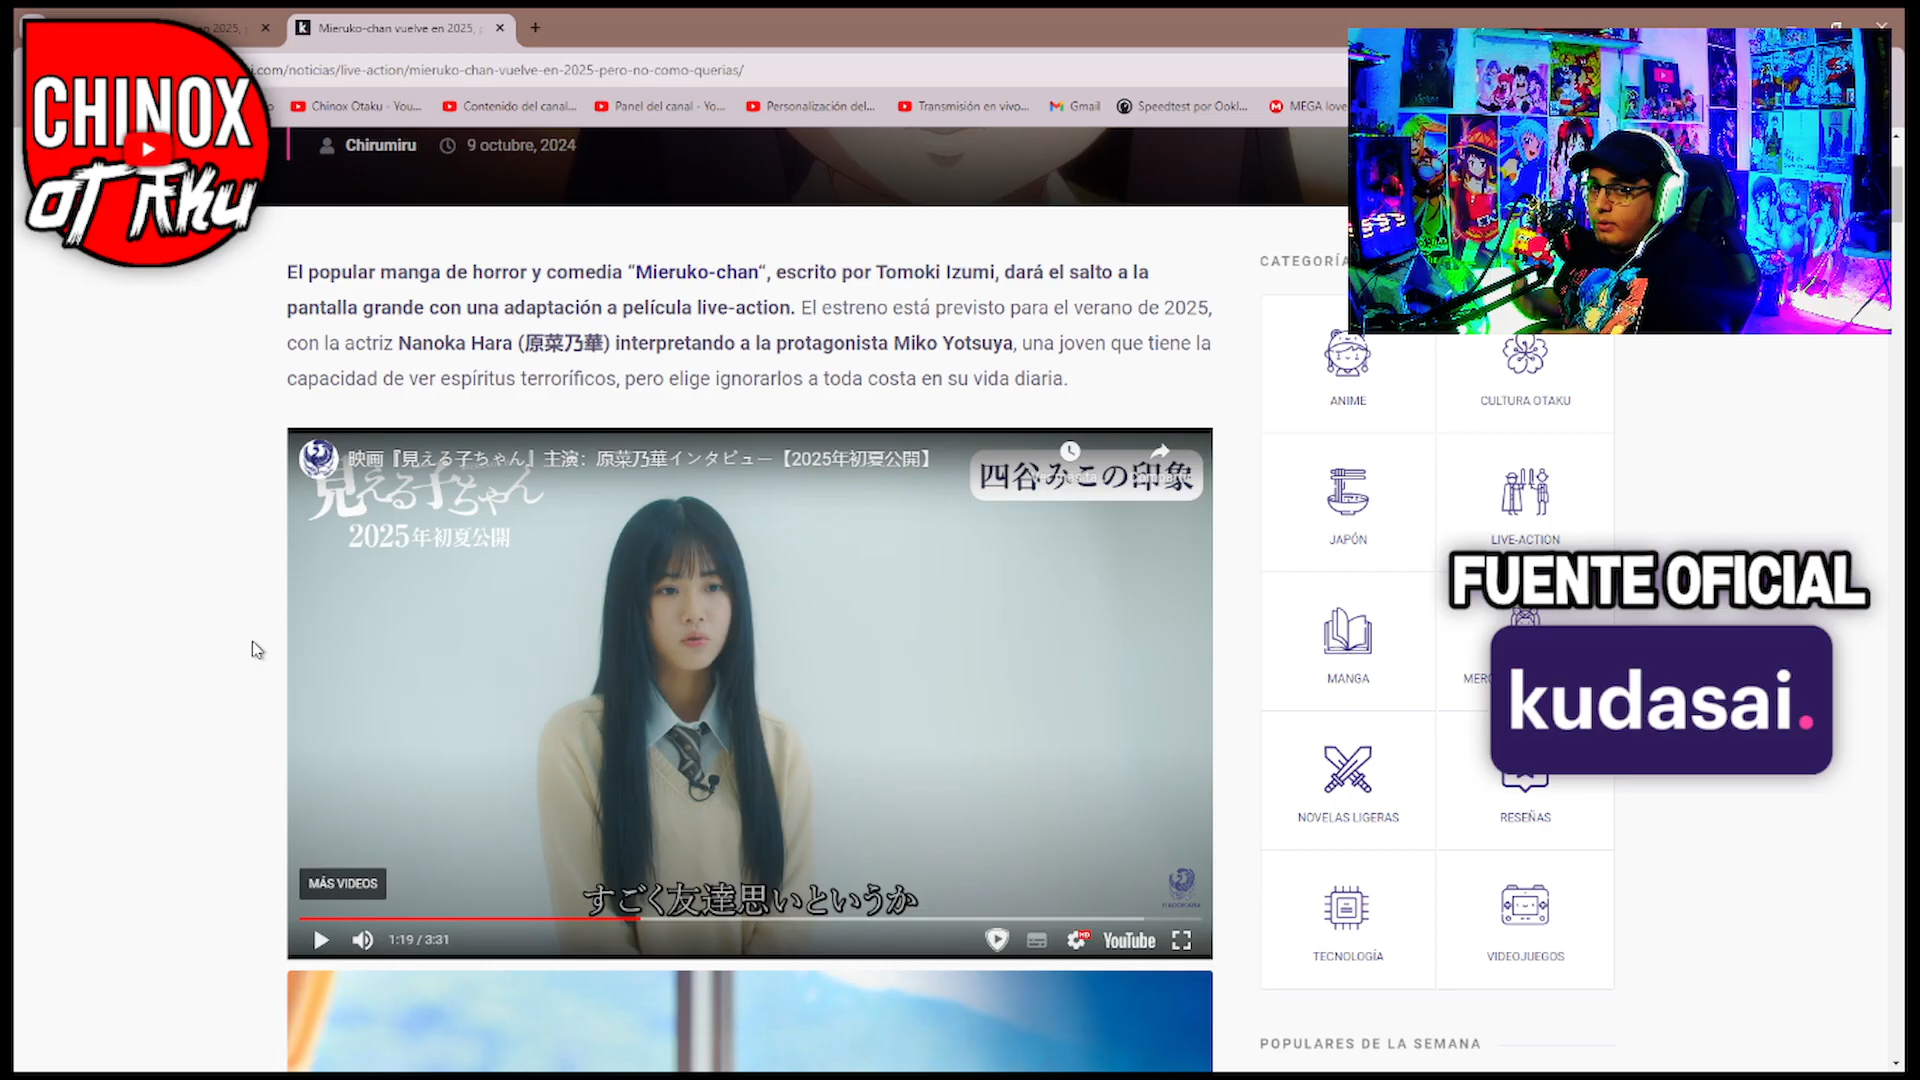 Mieruko-chan vuelve en 2025, p
.com/noticias/live-action/mieruko-chan-vuelve-en-2025-pero-no-como-querias/
CHINOX
OTAKU
Chinox Otaku - You...
Contenido del canal...
Panel del canal - Yo...
Personalización del...
Transmisión en vivo...
Gmail
Speedtest por Ookl...
MEGA
Chirumiru
9 octubre, 2024
El popular manga de horror y comedia “Mieruko-chan“, escrito por Tomoki Izumi, dará el salto a la
pantalla grande con una adaptación a película live-action. El estreno está previsto para el verano de 2025,
con la actriz Nanoka Hara (原菜乃華) interpretando a la protagonista Miko Yotsuya, una joven que tiene la
capacidad de ver espíritus terroríficos, pero elige ignorarlos a toda costa en su vida diaria.
映画『見える子ちゃん』主演：原菜乃華インタビュー【2025年初夏公開】
四谷みこの印象
見える子ちゃん
2025年初夏公開
すごく友達思いというか
KADOKAWA
MÁS VIDEOS
1:19 / 3:31
HD
YouTube
CATEGORÍA
ANIME
CULTURA OTAKU
JAPÓN
LIVE-ACTION
MANGA
MERC
NOVELAS LIGERAS
RESEÑAS
TECNOLOGÍA
VIDEOJUEGOS
POPULARES DE LA SEMANA
FUENTE OFICIAL
kudasai.